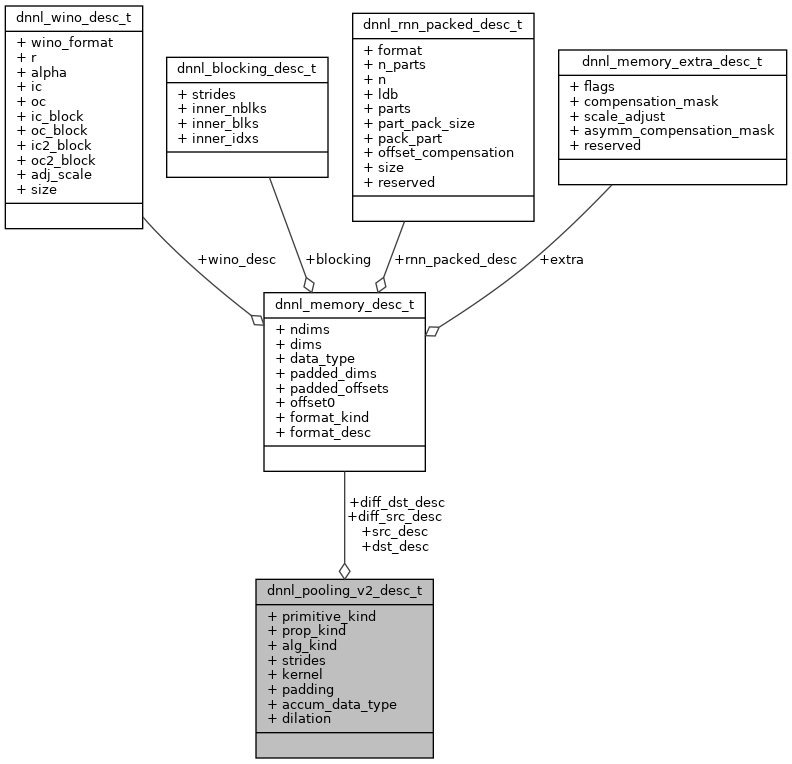 dnnl_wino_desc_t
+ wino_format
+ r
+ alpha
+ ic
+ oc
+ ic_block
+ oc_block
+ ic2_block
+ oc2_block
+ adj_scale
+ size
dnnl_blocking_desc_t
+ strides
+ inner_nblks
+ inner_blks
+ inner_idxs
dnnl_rnn_packed_desc_t
+ format
+ n_parts
+ n
+ ldb
+ parts
+ part_pack_size
+ pack_part
+ offset_compensation
+ size
+ reserved
dnnl_memory_extra_desc_t
+ flags
+ compensation_mask
+ scale_adjust
+ asymm_compensation_mask
+ reserved
+wino_desc
+blocking
+rnn_packed_desc
+extra
dnnl_memory_desc_t
+ ndims
+ dims
+ data_type
+ padded_dims
+ padded_offsets
+ offset0
+ format_kind
+ format_desc
+diff_dst_desc
+diff_src_desc
+src_desc
+dst_desc
dnnl_pooling_v2_desc_t
+ primitive_kind
+ prop_kind
+ alg_kind
+ strides
+ kernel
+ padding
+ accum_data_type
+ dilation